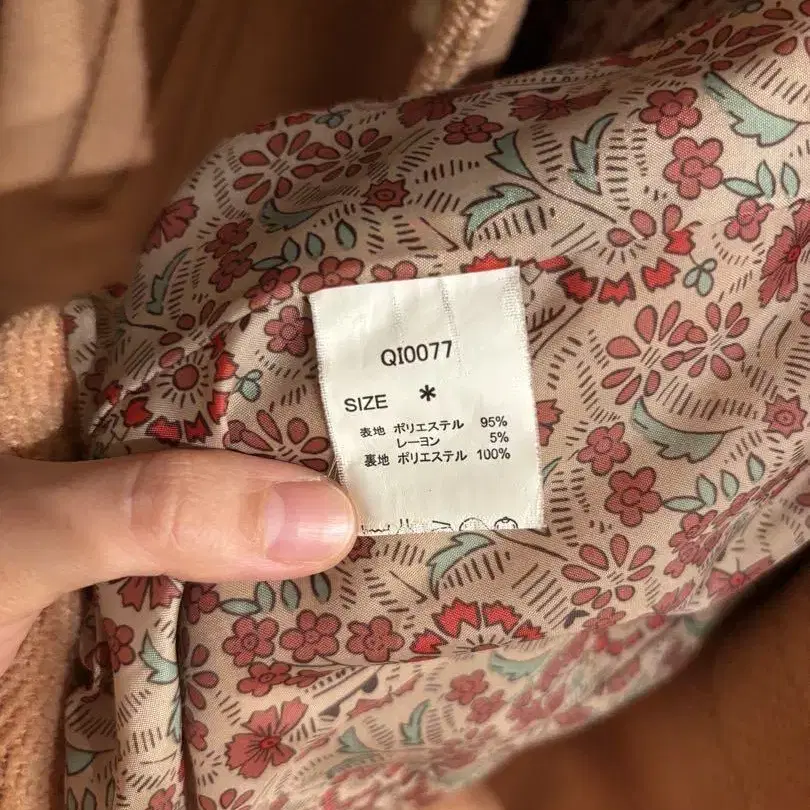 QI0077
SIZE *
表地 ポリエステル 95%
レーヨン 5%
裏地 ポリエステル 100%